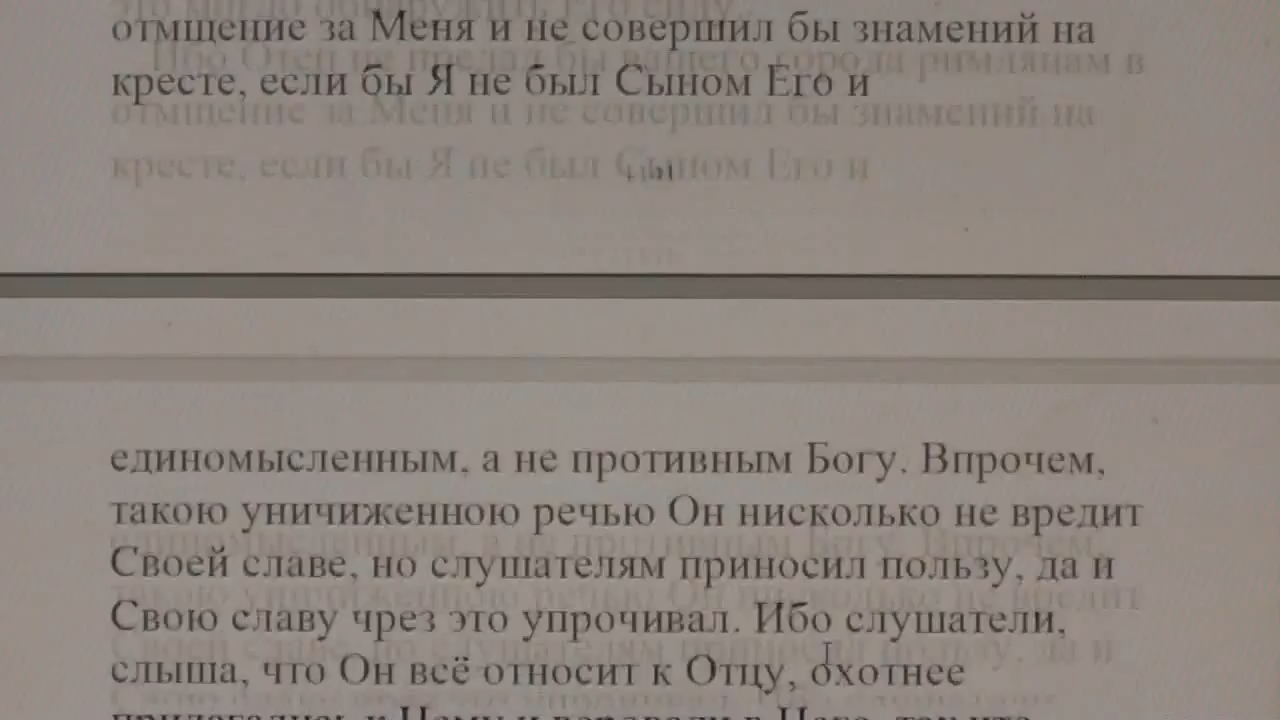 отмщение за Меня и не совершил бы знамений на
кресте, если бы Я не был Сыном Его и
единомысленным, а не противным Богу. Впрочем,
такою уничиженною речью Он нисколько не вредит
Своей славе, но слушателям приносил пользу, да и
Свою славу чрез это упрочивал. Ибо слушатели,
слыша, что Он всё относит к Отцу, охотнее